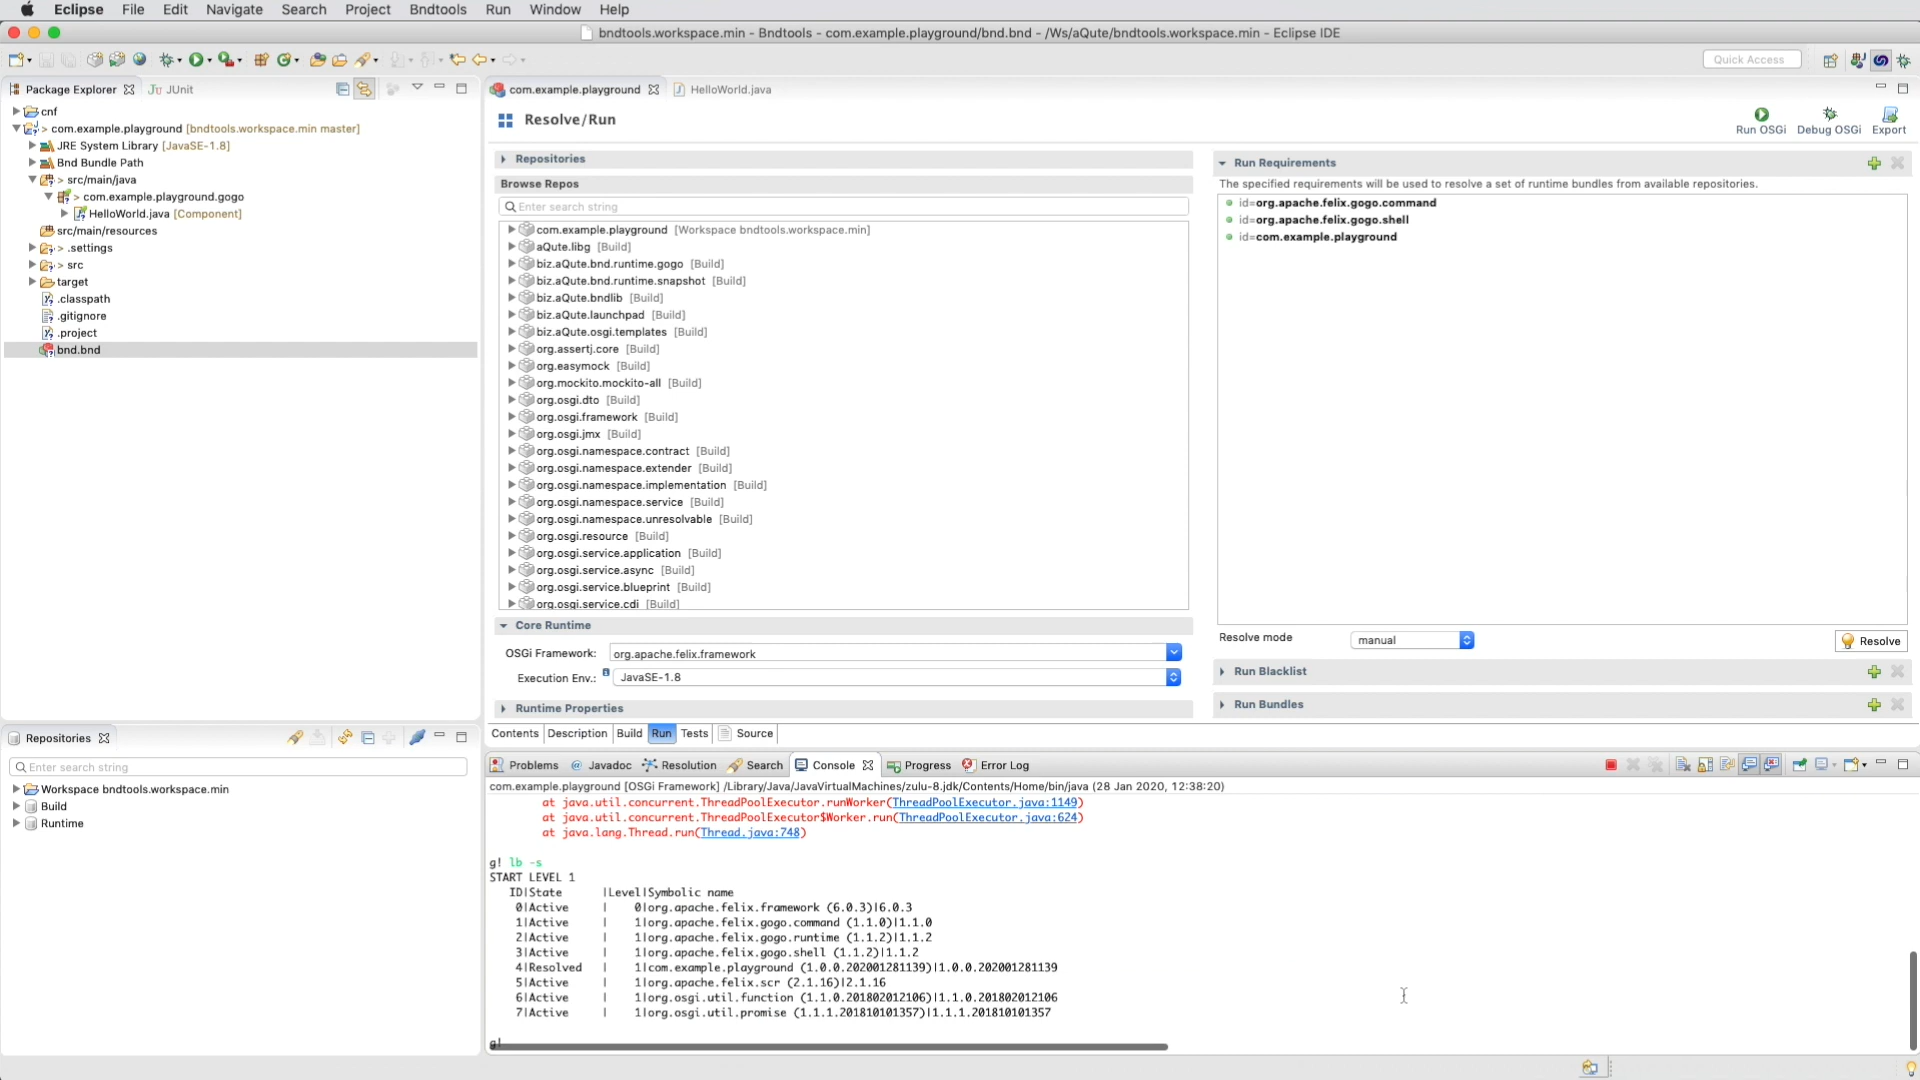 Eclipse File Edit Navigate Search Project Bndtools Run Window Help
bndtools.workspace.min - Bndtools - com.example.playground/bnd.bnd - /Ws/aQute/bndtools.workspace.min - Eclipse IDE
Quick Access
Package Explorer JUnit
cnf
> com.example.playground [bndtools.workspace.min master]
JRE System Library [JavaSE-1.8]
Bnd Bundle Path
> src/main/java
> com.example.playground.gogo
HelloWorld.java [Component]
src/main/resources
> .settings
> src
target
.classpath
.gitignore
.project
bnd.bnd
Repositories
Enter search string
Workspace bndtools.workspace.min
Build
Runtime
com.example.playground HelloWorld.java
Resolve/Run
Run OSGi Debug OSGi Export
Repositories
Browse Repos
Enter search string
com.example.playground [Workspace bndtools.workspace.min]
aQute.libg [Build]
biz.aQute.bnd.runtime.gogo [Build]
biz.aQute.bnd.runtime.snapshot [Build]
biz.aQute.bndlib [Build]
biz.aQute.launchpad [Build]
biz.aQute.osgi.templates [Build]
org.assertj.core [Build]
org.easymock [Build]
org.mockito.mockito-all [Build]
org.osgi.dto [Build]
org.osgi.framework [Build]
org.osgi.jmx [Build]
org.osgi.namespace.contract [Build]
org.osgi.namespace.extender [Build]
org.osgi.namespace.implementation [Build]
org.osgi.namespace.service [Build]
org.osgi.namespace.unresolvable [Build]
org.osgi.resource [Build]
org.osgi.service.application [Build]
org.osgi.service.async [Build]
org.osgi.service.blueprint [Build]
org.osgi.service.cdi [Build]
Core Runtime
OSGi Framework: org.apache.felix.framework
Execution Env.: JavaSE-1.8
Runtime Properties
Run Requirements
The specified requirements will be used to resolve a set of runtime bundles from available repositories.
id=org.apache.felix.gogo.command
id=org.apache.felix.gogo.shell
id=com.example.playground
Resolve mode manual Resolve
Run Blacklist
Run Bundles
Contents Description Build Run Tests Source
Problems Javadoc Resolution Search Console Progress Error Log
com.example.playground [OSGi Framework] /Library/Java/JavaVirtualMachines/zulu-8.jdk/Contents/Home/bin/java (28 Jan 2020, 12:38:20)
at java.util.concurrent.ThreadPoolExecutor.runWorker(ThreadPoolExecutor.java:1149)
at java.util.concurrent.ThreadPoolExecutor$Worker.run(ThreadPoolExecutor.java:624)
at java.lang.Thread.run(Thread.java:748)
g! lb -s
START LEVEL 1
ID|State |Level|Symbolic name
0|Active | 0|org.apache.felix.framework (6.0.3)|6.0.3
1|Active | 1|org.apache.felix.gogo.command (1.1.0)|1.1.0
2|Active | 1|org.apache.felix.gogo.runtime (1.1.2)|1.1.2
3|Active | 1|org.apache.felix.gogo.shell (1.1.2)|1.1.2
4|Resolved | 1|com.example.playground (1.0.0.202001281139)|1.0.0.202001281139
5|Active | 1|org.apache.felix.scr (2.1.16)|2.1.16
6|Active | 1|org.osgi.util.function (1.1.0.201802012106)|1.1.0.201802012106
7|Active | 1|org.osgi.util.promise (1.1.1.201810101357)|1.1.1.201810101357
g!